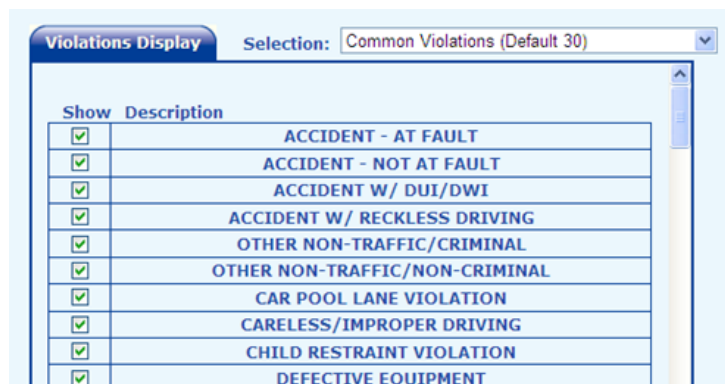 Violations Display Selection: Common Violations (Default 30)
Show Description
ACCIDENT - AT FAULT
ACCIDENT - NOT AT FAULT
ACCIDENT W/ DUI/DWI
ACCIDENT W/ RECKLESS DRIVING
OTHER NON-TRAFFIC/CRIMINAL
OTHER NON-TRAFFIC/NON-CRIMINAL
CAR POOL LANE VIOLATION
CARELESS/IMPROPER DRIVING
CHILD RESTRAINT VIOLATION
DEFECTIVE EQUIPMENT